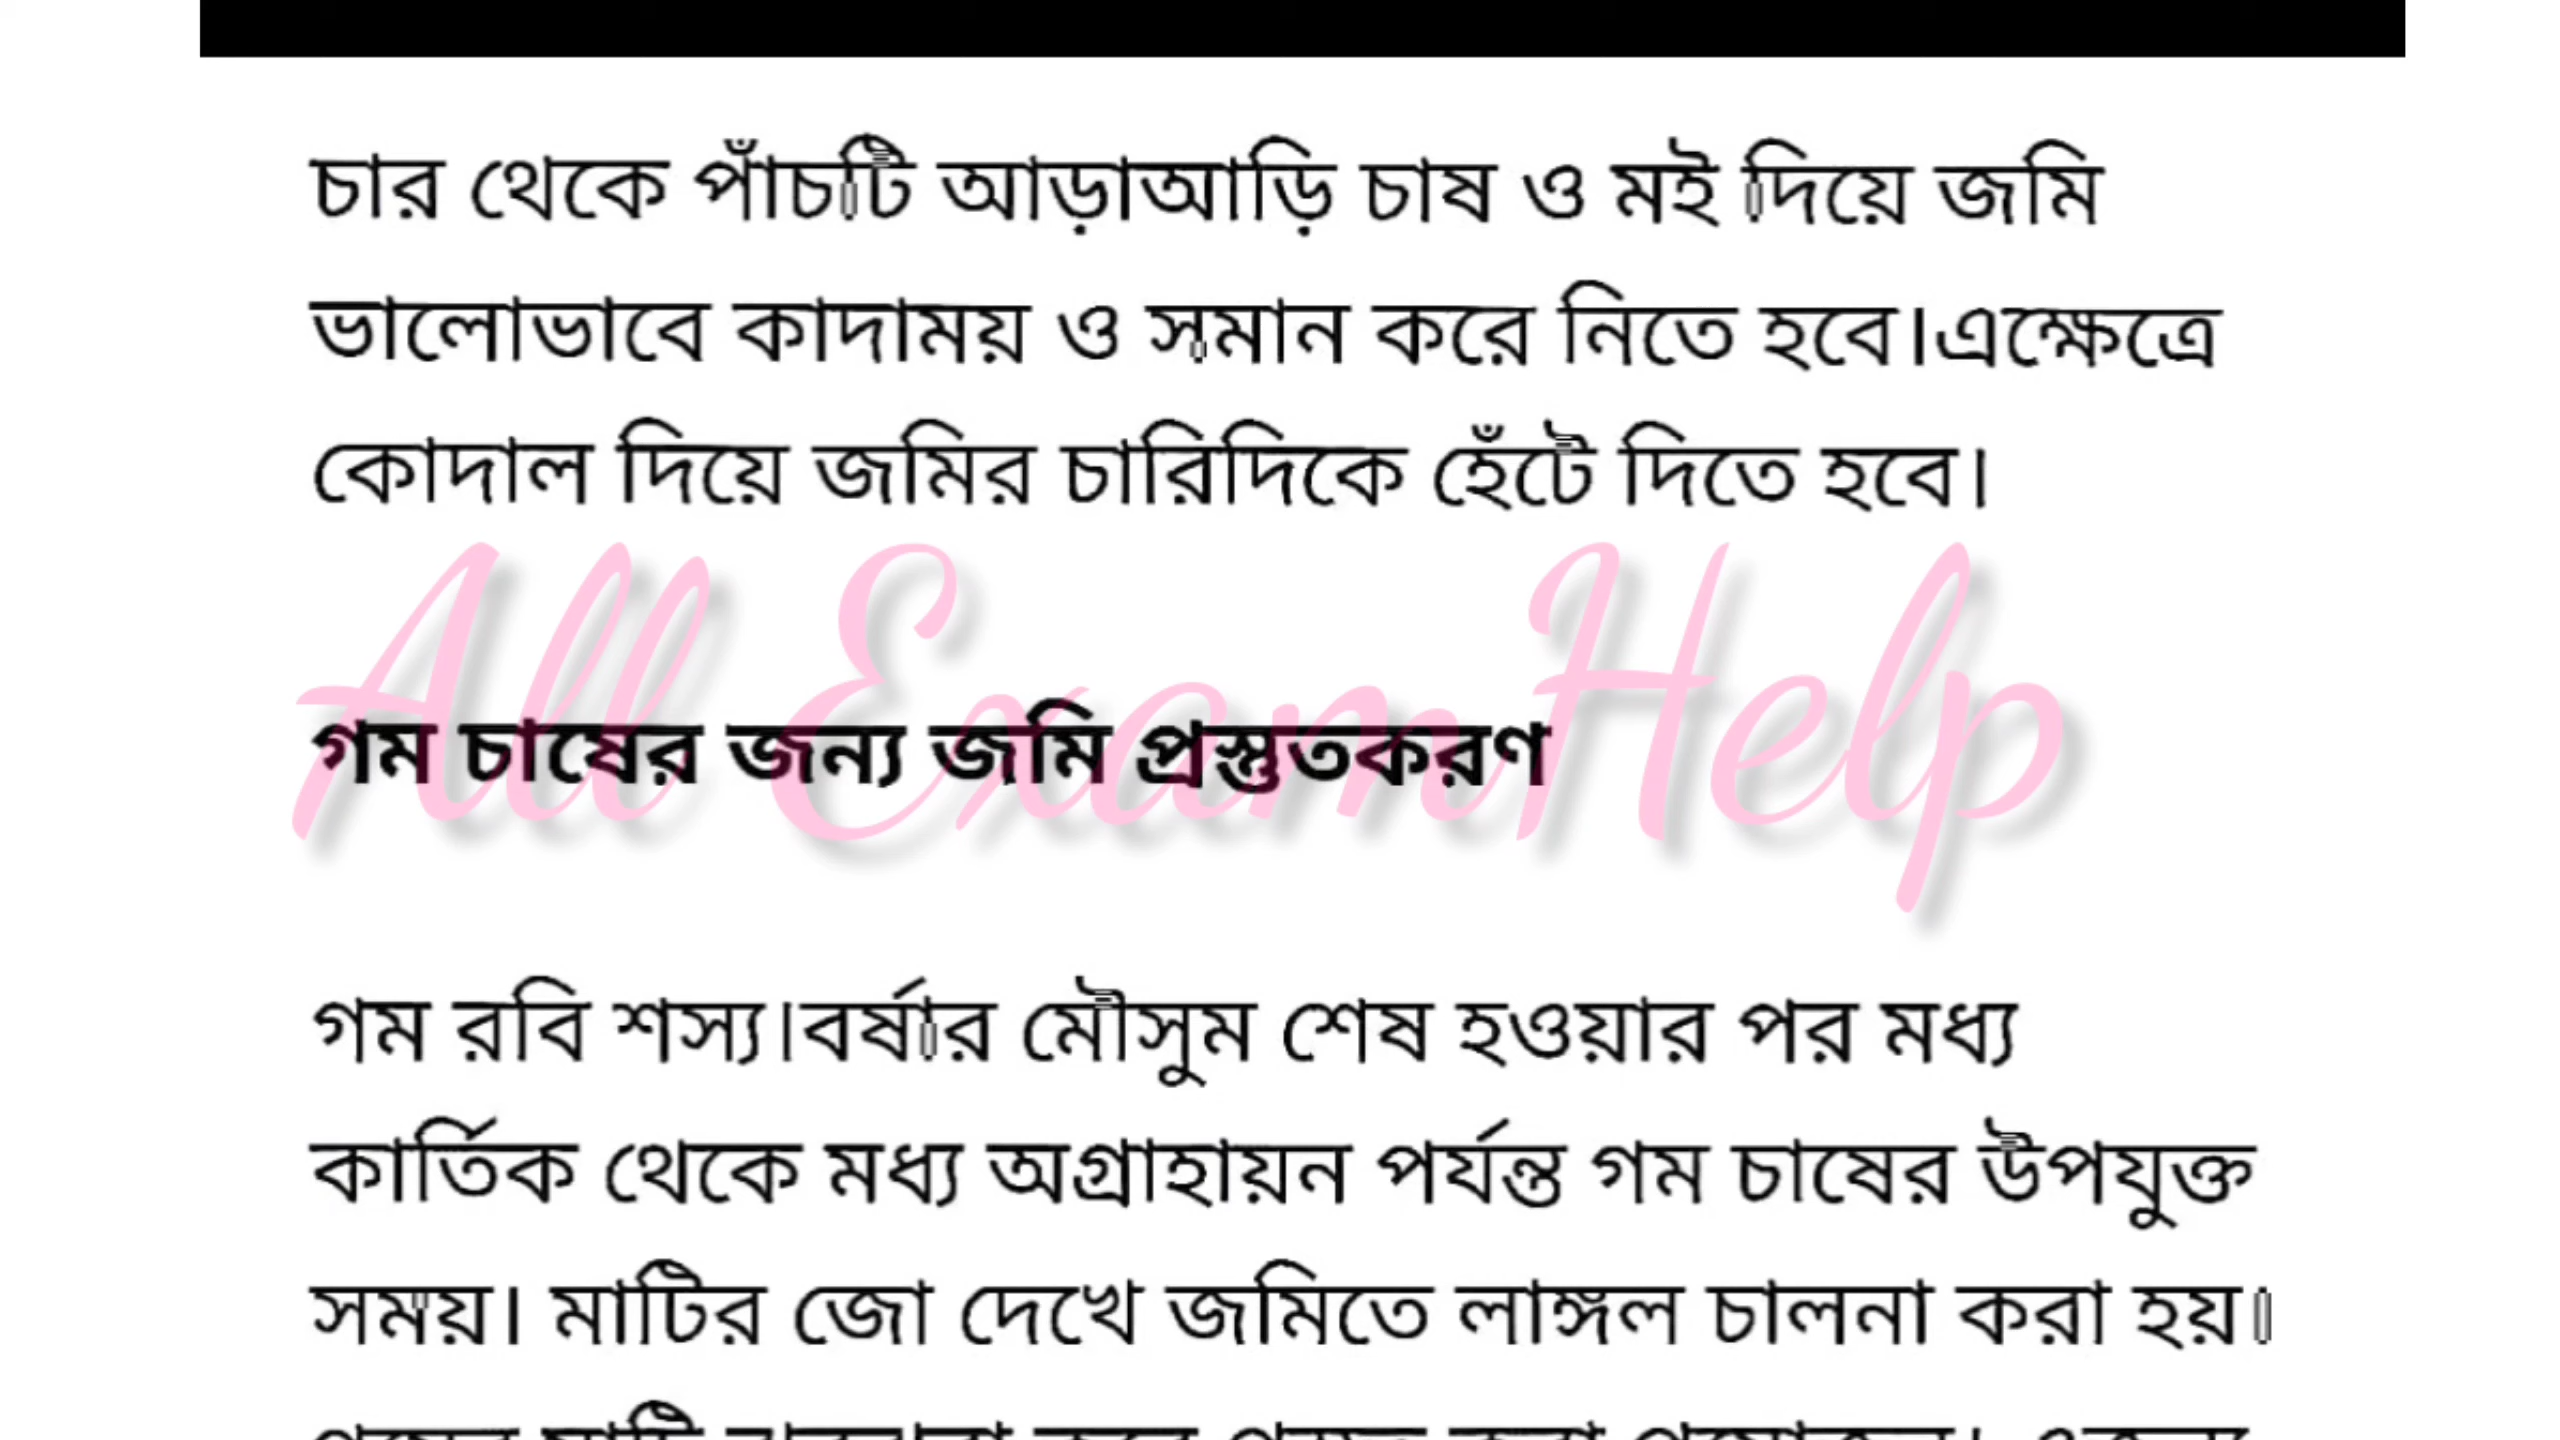 চার থেকে পাঁচটি আড়াআড়ি চাষ ও মই দিয়ে জমি
ভালোভাবে কাদাময় ও সমান করে নিতে হবে।এক্ষেত্রে
কোদাল দিয়ে জমির চারিদিকে হেঁটে দিতে হবে।
All Exam Help
গম চাষের জন্য জমি প্রস্তুতকরণ
গম রবি শস্য।বর্ষার মৌসুম শেষ হওয়ার পর মধ্য
কার্তিক থেকে মধ্য অগ্রাহায়ন পর্যন্ত গম চাষের উপযুক্ত
সময়। মাটির জো দেখে জমিতে লাঙ্গল চালনা করা হয়।